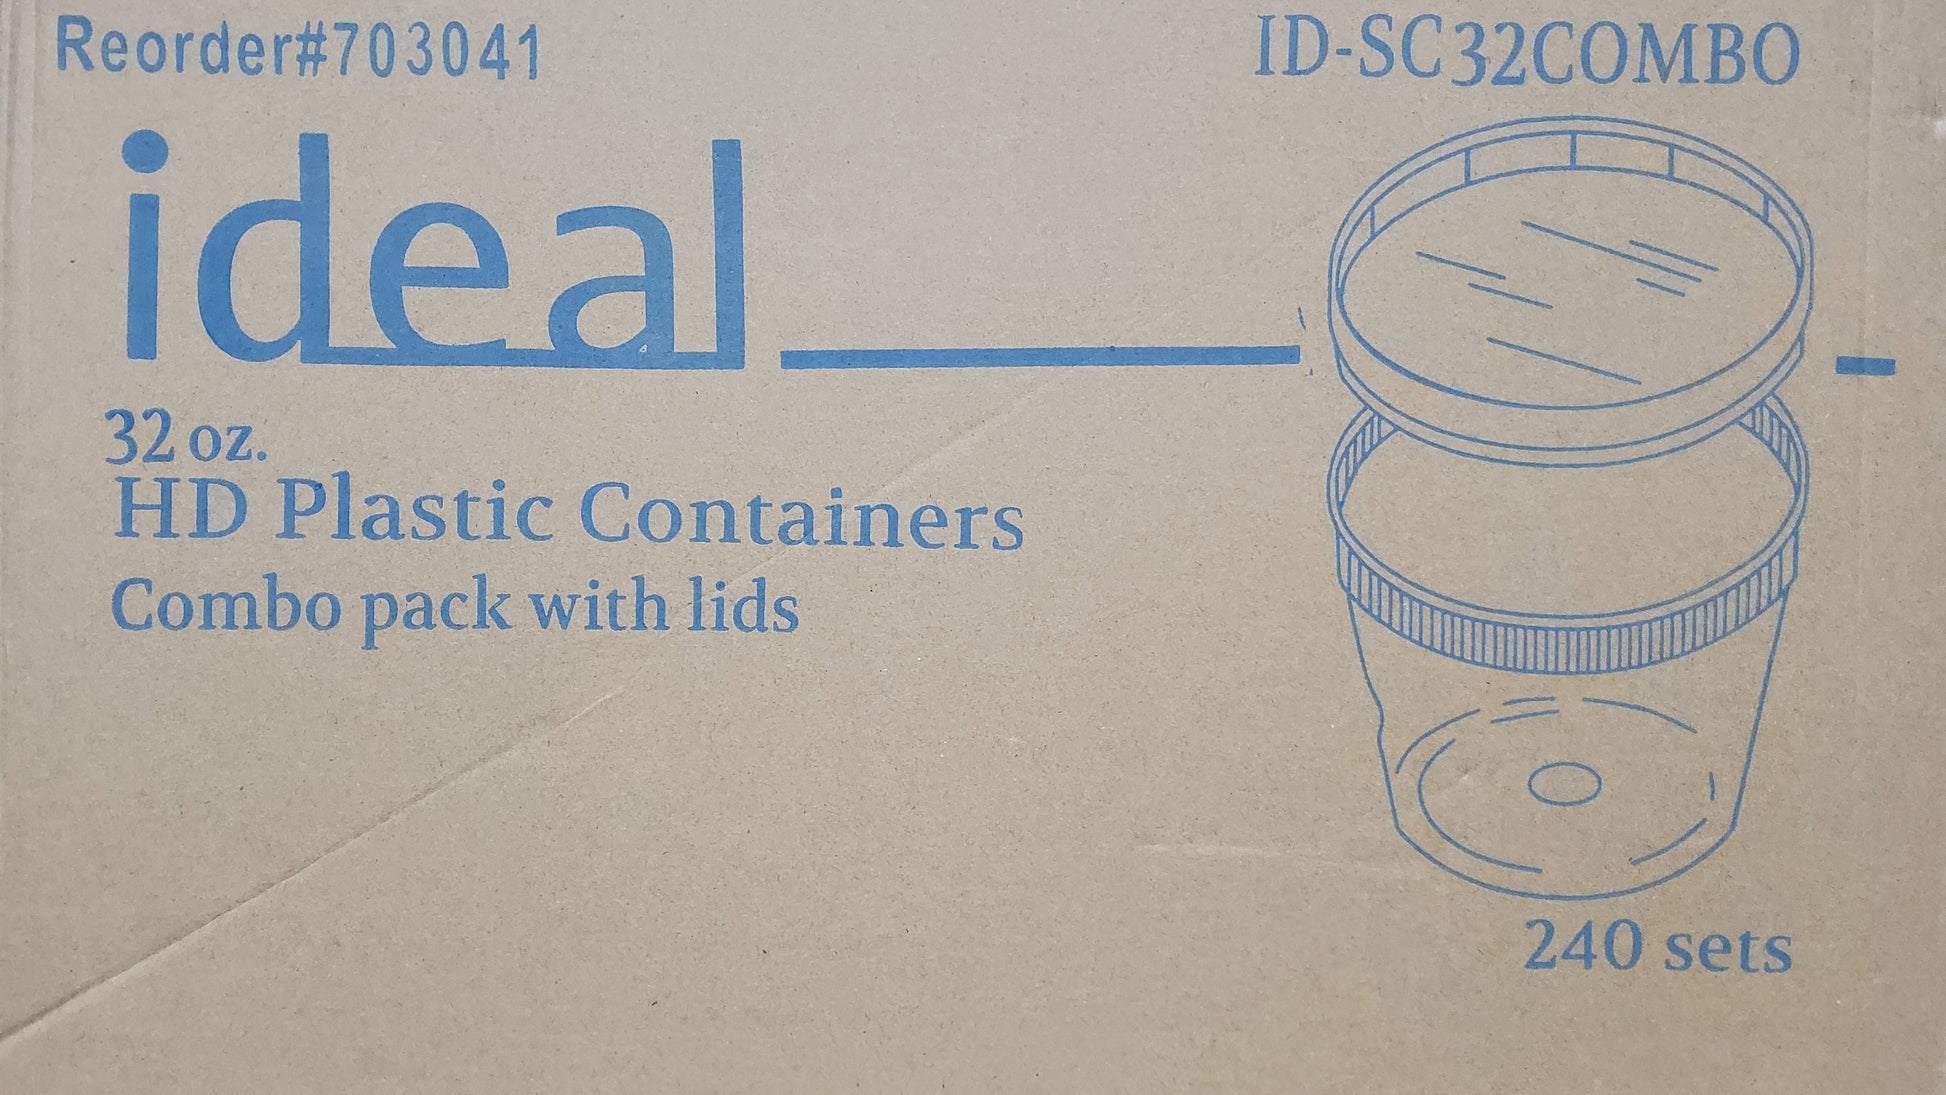 Reorder#703041
ID-SC32COMBO
ideal
32 oz.
HD Plastic Containers
Combo pack with lids
240 sets